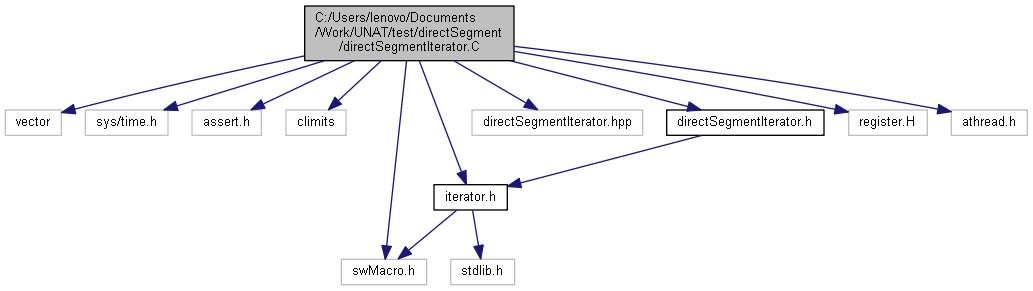 C:/Users/lenovo/Documents
/Work/UNAT/test/directSegment
/directSegmentIterator.C
vector
sys/time.h
assert.h
climits
directSegmentIterator.hpp
directSegmentIterator.h
register.H
athread.h
iterator.h
swMacro.h
stdlib.h